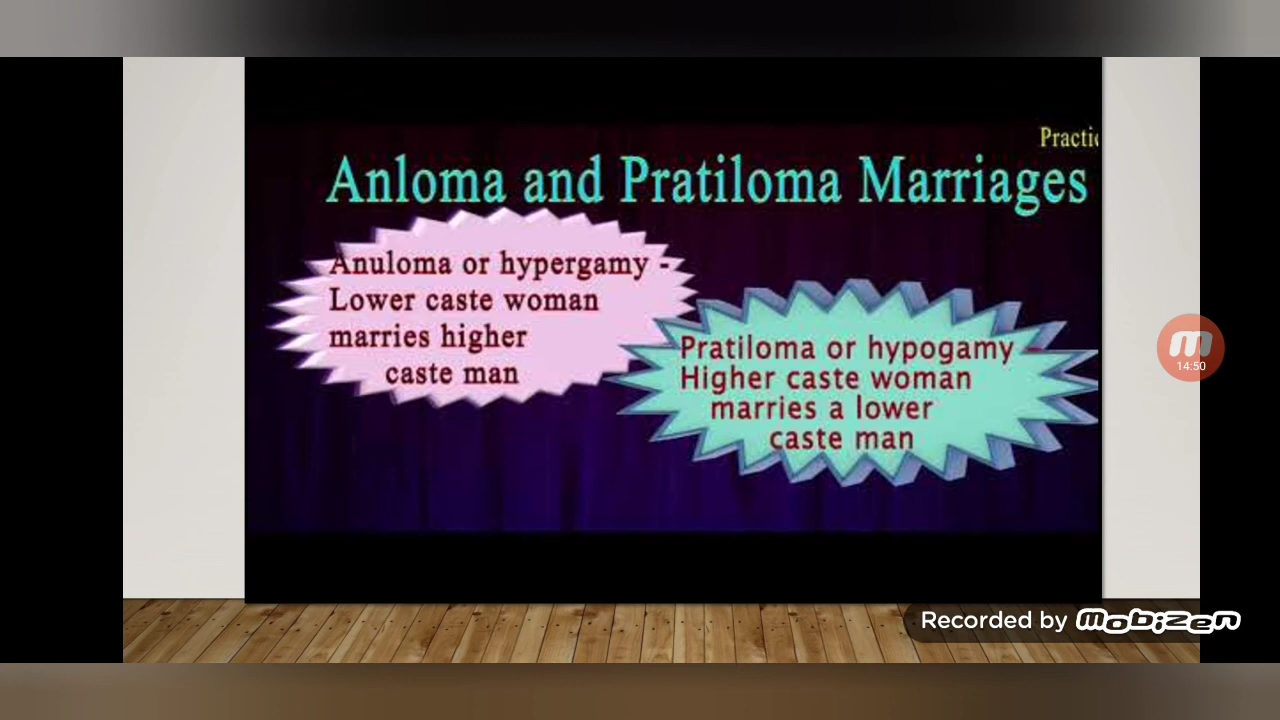 Practic
Anloma and Pratiloma Marriages
Anuloma or hypergamy -
Lower caste woman
marries higher
caste man
Pratiloma or hypogamy
Higher caste woman
marries a lower
caste man
14:50
Recorded by mobizen